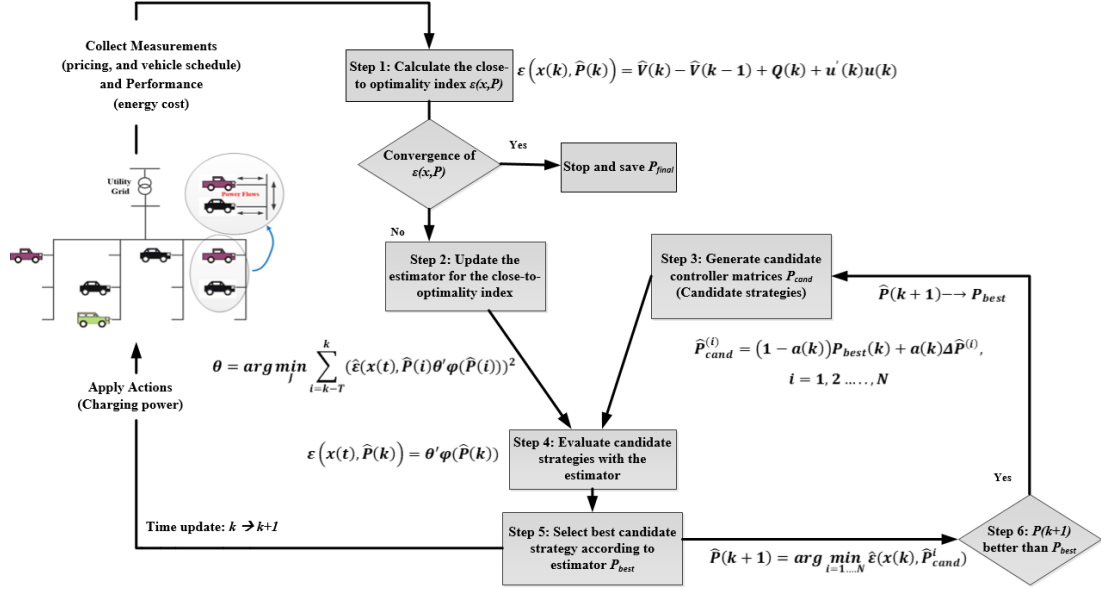 Collect Measurements
(pricing, and vehicle schedule)
and Performance
(energy cost)
Step 1: Calculate the close-
to optimality index ε(x,P)
ε(x(k), P̂(k)) = V̂(k) − V̂(k − 1) + Q(k) + u′(k)u(k)
Convergence of
ε(x,P)
Yes
Stop and save P_final
No
Utility
Grid
Power Flows
Step 2: Update the
estimator for the close-to-
optimality index
Step 3: Generate candidate
controller matrices P_cand
(Candidate strategies)
P̂(k + 1) → P_best
θ = arg min_j ∑_{i=k−T}^{k} (ε̂(x(t), P̂(i)θ′φ(P̂(i)))²
P̂_cand^(i) = (1 − a(k))P_best(k) + a(k)ΔP̂^(i),
i = 1, 2 … . . , N
Apply Actions
(Charging power)
ε(x(t), P̂(k)) = θ′φ(P̂(k))
Step 4: Evaluate candidate
strategies with the
estimator
Time update: k → k+1
Step 5: Select best candidate
strategy according to
estimator P_best
P̂(k + 1) = arg min_{i=1….N} ε̂(x(k), P̂_cand^i)
Yes
Step 6: P(k+1)
better than P_best